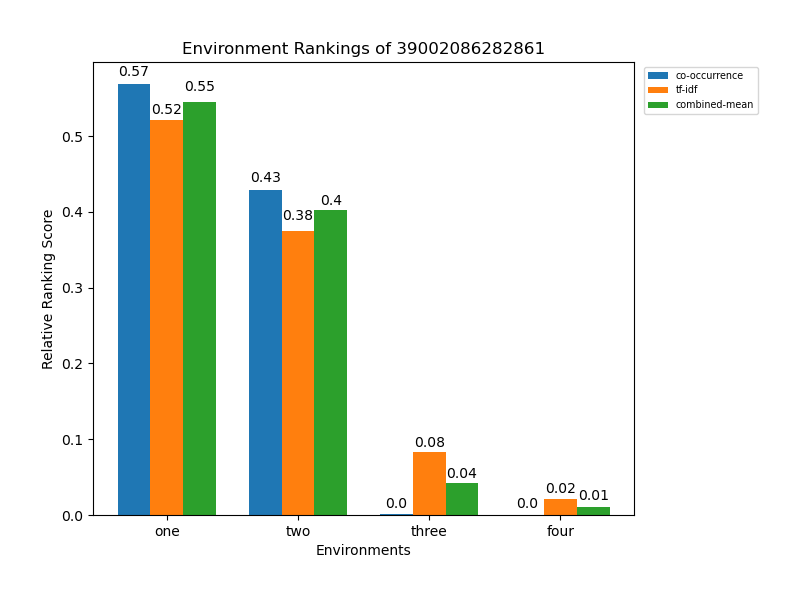 Environment Rankings of 39002086282861
co-occurrence
tf-idf
combined-mean
0.57
0.52
0.55
0.43
0.38
0.4
0.0
0.08
0.04
0.0
0.02
0.01
Relative Ranking Score
0.5
0.4
0.3
0.2
0.1
0.0
one two three four
Environments